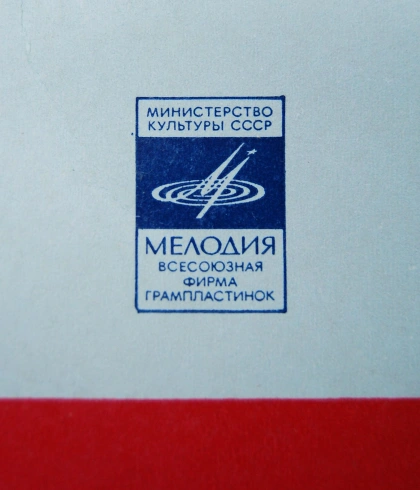 МИНИСТЕРСТВО
КУЛЬТУРЫ СССР
МЕЛОДИЯ
ВСЕСОЮЗНАЯ
ФИРМА
ГРАМПЛАСТИНОК